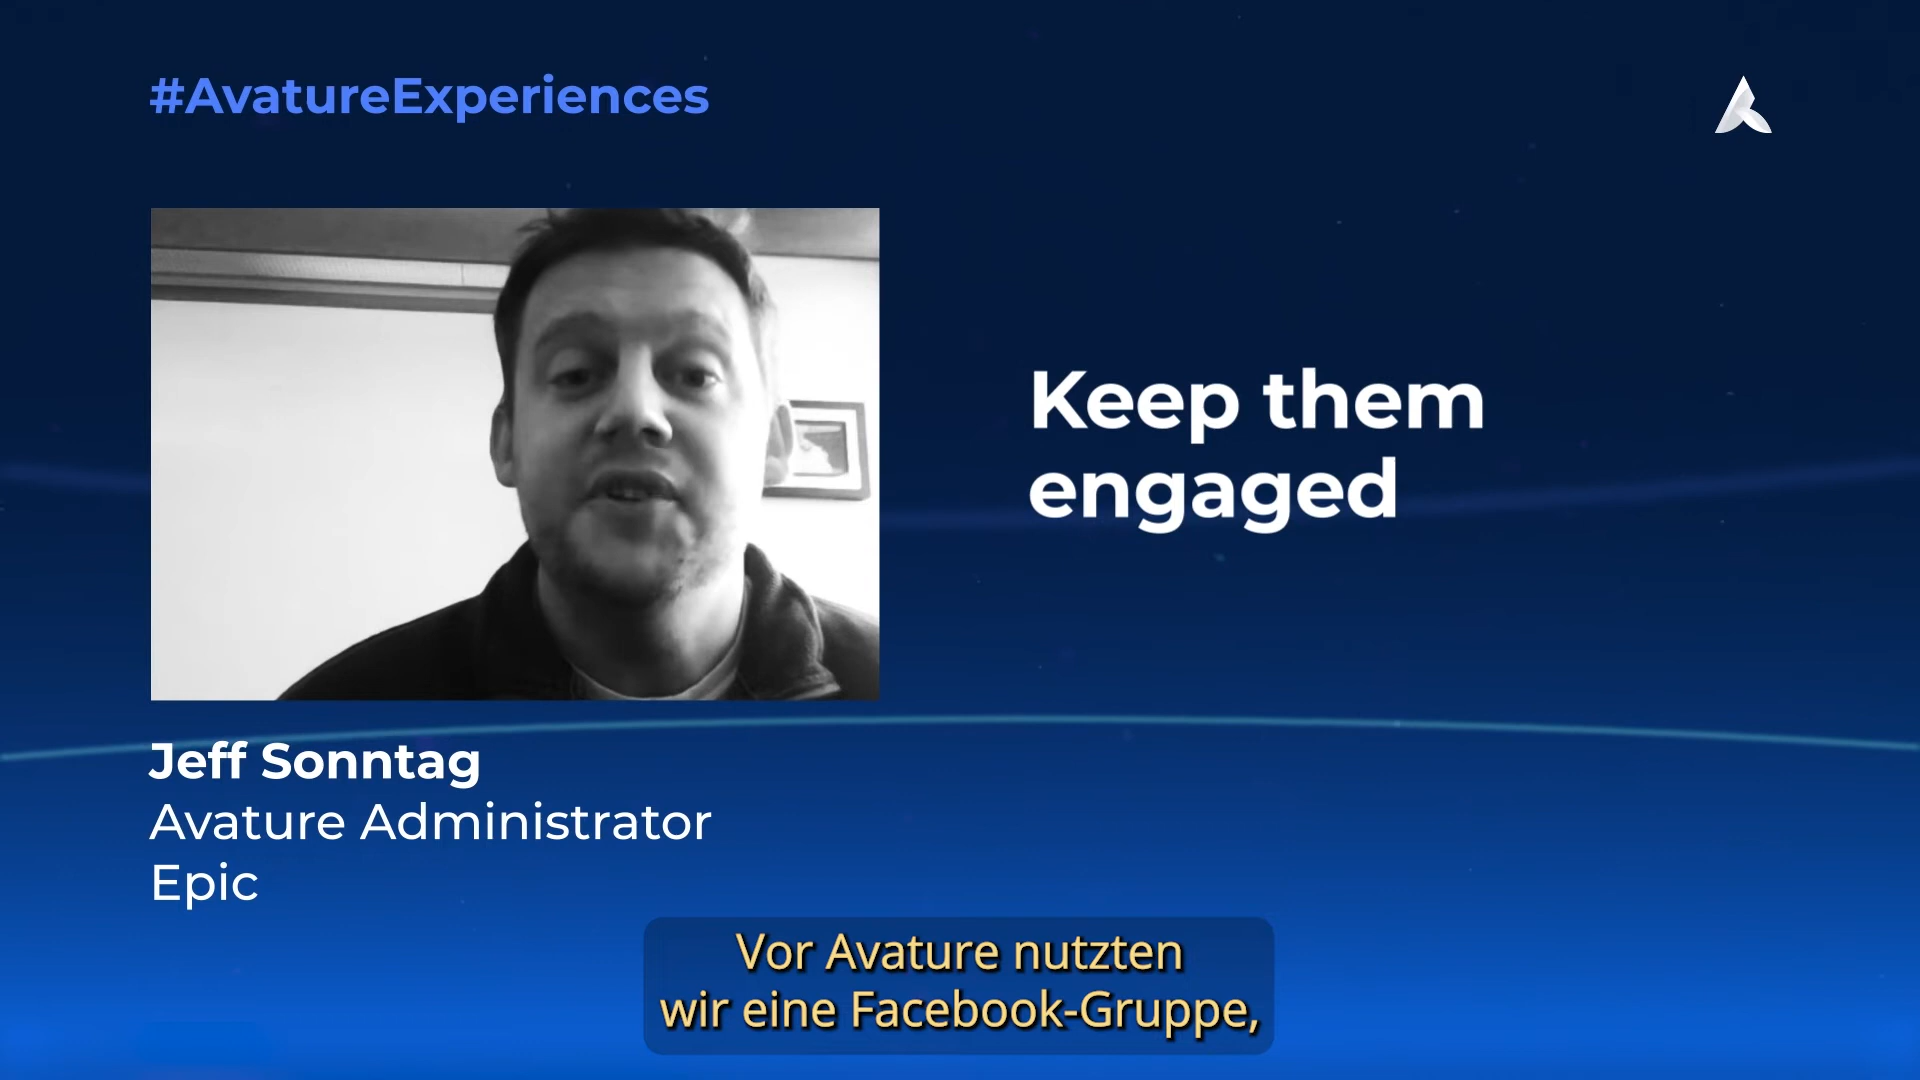 #AvatureExperiences
Keep them
engaged
Jeff Sonntag
Avature Administrator
Epic
Vor Avature nutzten
wir eine Facebook-Gruppe,